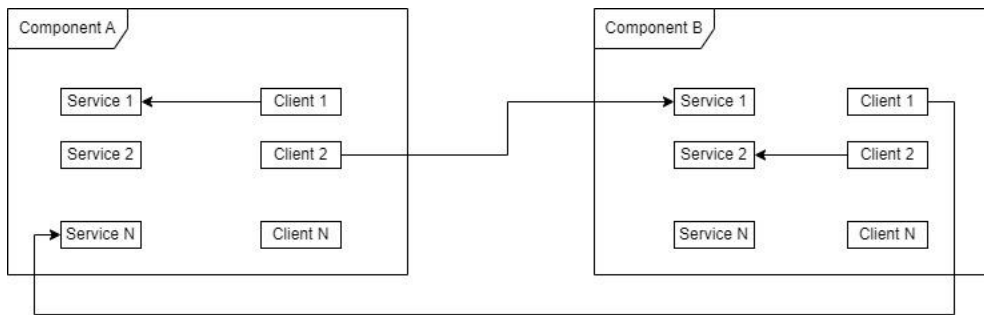 Component A
Service 1
Client 1
Service 2
Client 2
Service N
Client N
Component B
Service 1
Client 1
Service 2
Client 2
Service N
Client N